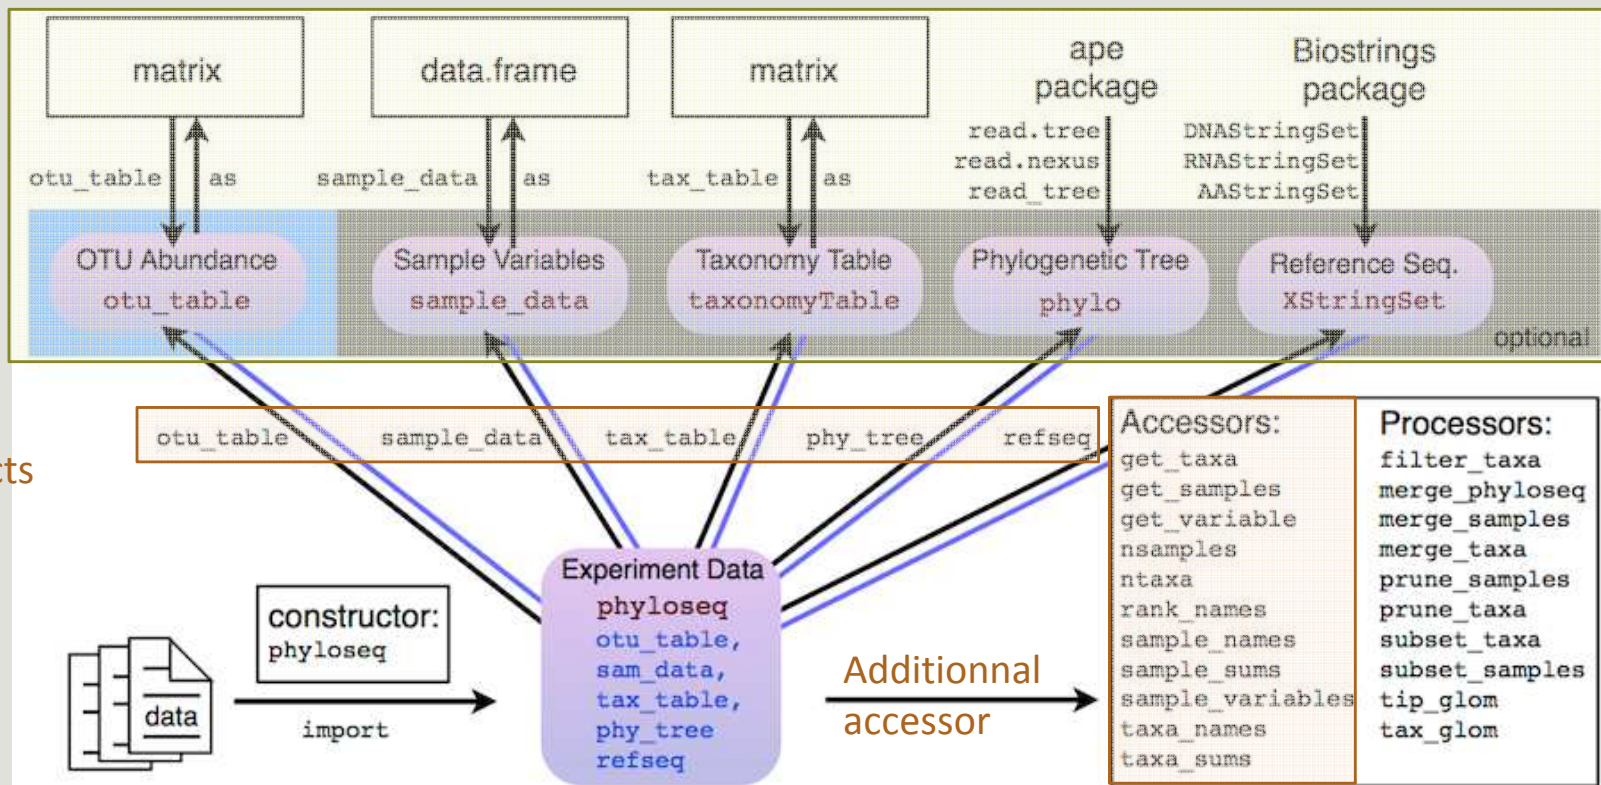 matrix
data.frame
matrix
ape
package
Biostrings
package
read.tree
read.nexus
read_tree
DNAStringSet
RNAStringSet
AAStringSet
otu_table
as
sample_data
as
tax_table
as
OTU Abundance
otu_table
Sample Variables
sample_data
Taxonomy Table
taxonomyTable
Phylogenetic Tree
phylo
Reference Seq.
XStringSet
optional
otu_table sample_data tax_table phy_tree refseq
cts
constructor:
phyloseq
data
import
Experiment Data
phyloseq
otu_table,
sam_data,
tax_table,
phy_tree
refseq
Additionnal
accessor
Accessors:
get_taxa
get_samples
get_variable
nsamples
ntaxa
rank_names
sample_names
sample_sums
sample_variables
taxa_names
taxa_sums
Processors:
filter_taxa
merge_phyloseq
merge_samples
merge_taxa
prune_samples
prune_taxa
subset_taxa
subset_samples
tip_glom
tax_glom